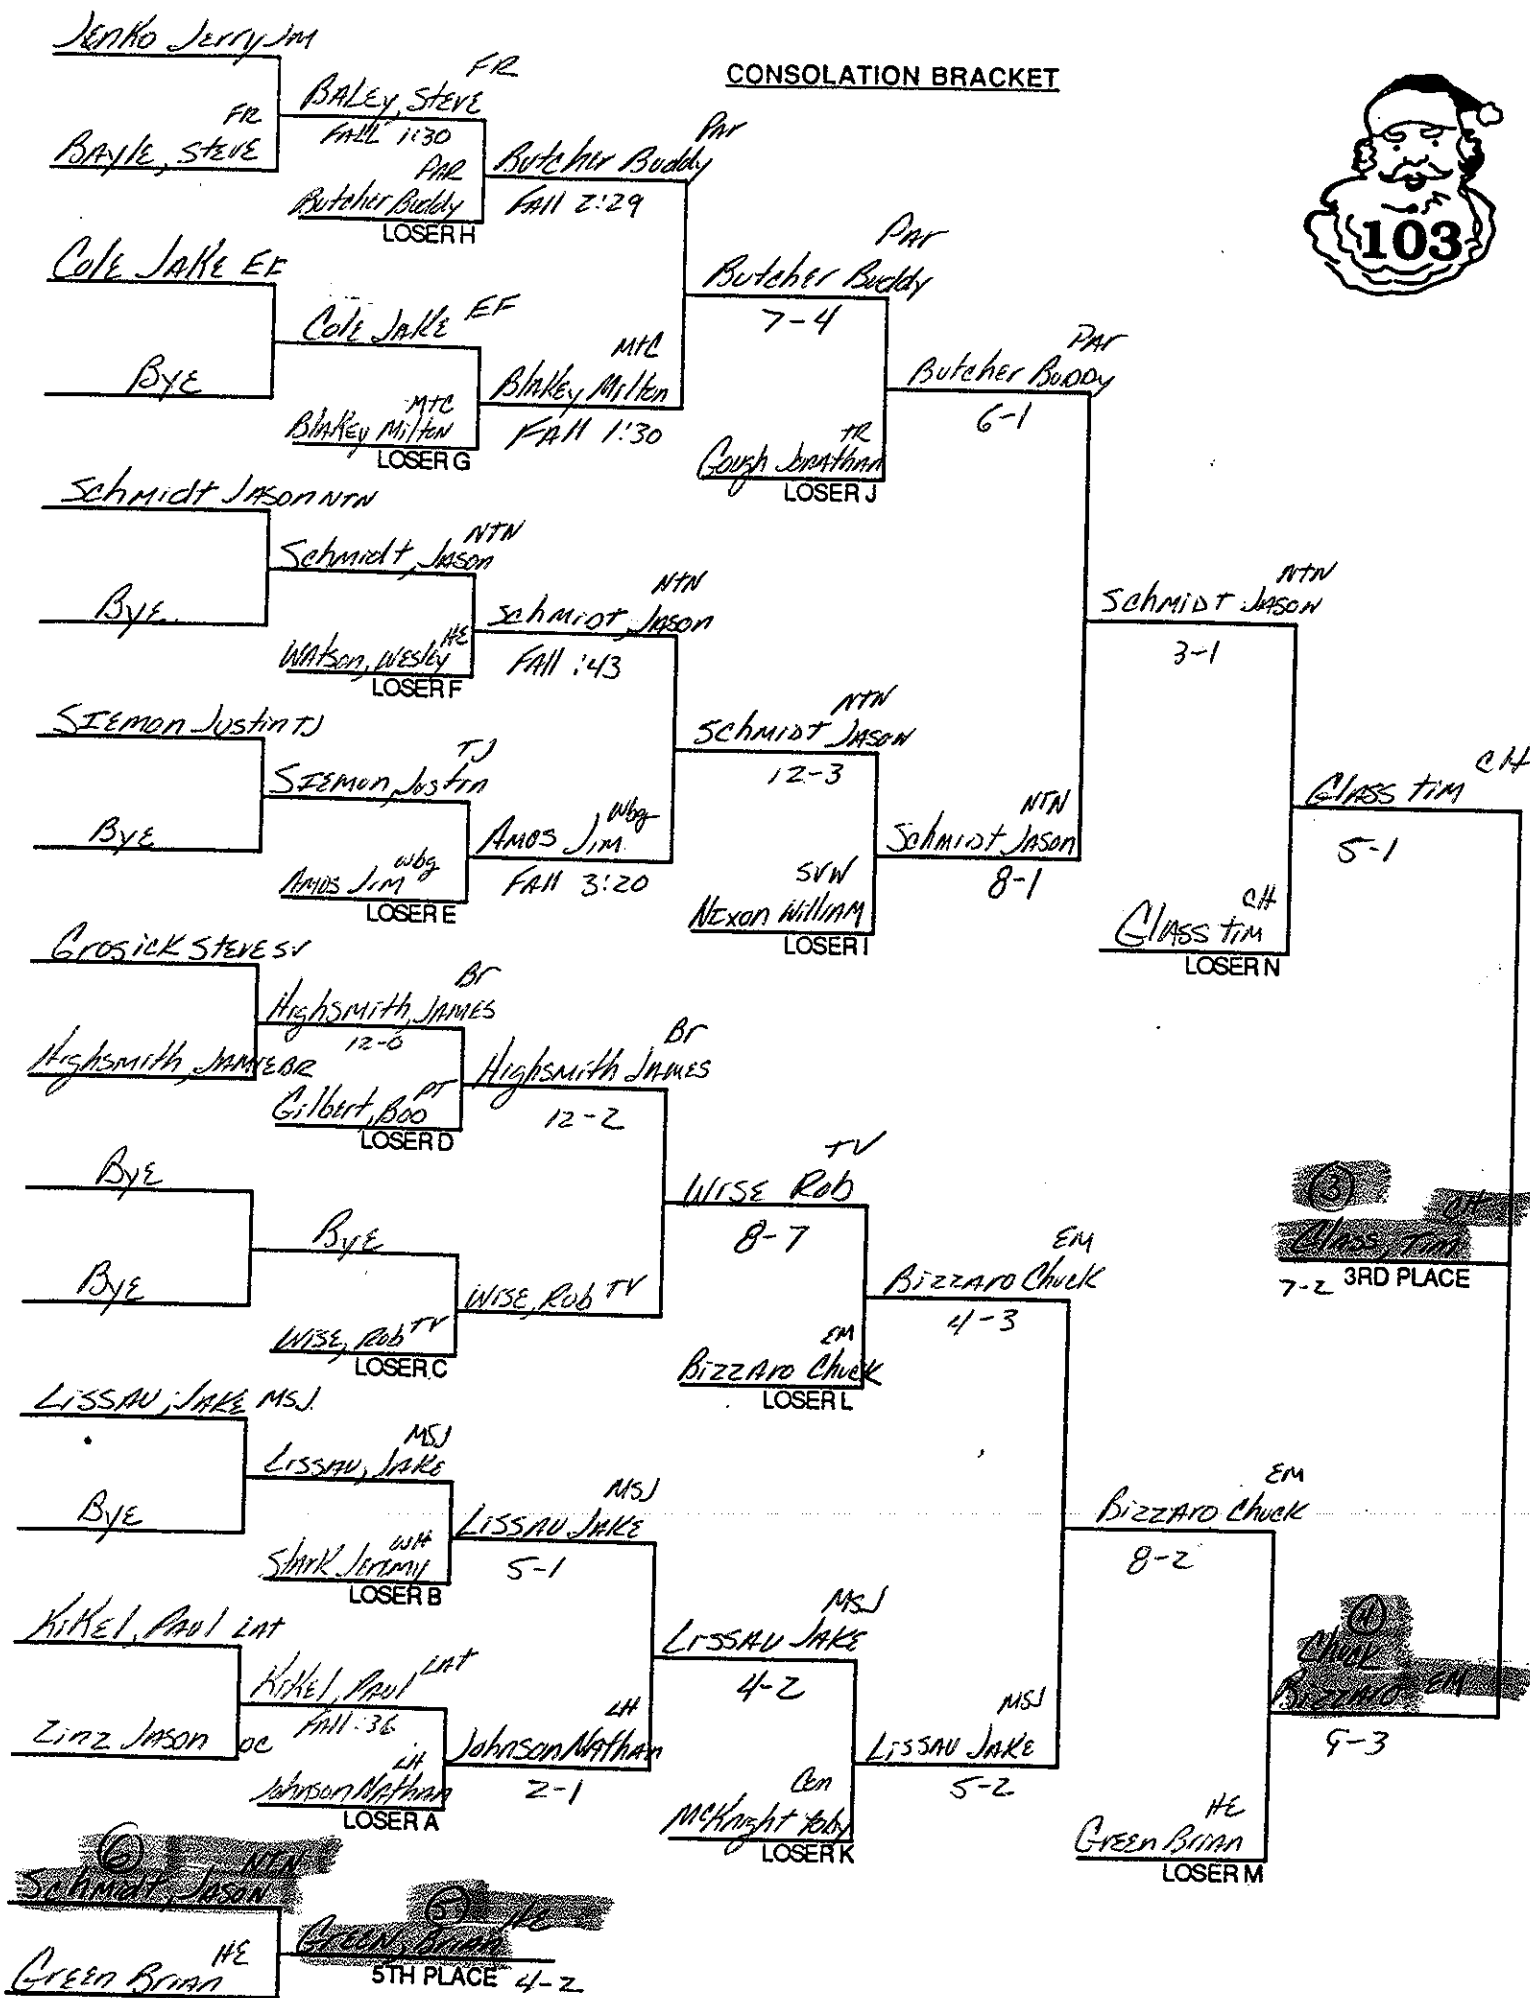 CONSOLATION BRACKET
103
Jenko Jerry JM
FR
Bayle, Steve
Cole Jake EF
Bye
Schmidt Jason NTN
Bye
Siemon Justin TJ
Bye
Grosick Steve SV
Highsmith, Jamie BR
Bye
Bye
Lissau, Jake MSJ
Bye
Kikel, Paul Lat
Zinz Jason OC
FR
Baley, Steve
Fall 1:30
PAR
Butcher Buddy
LOSER H
Cole Jake EF
MtC
Blakey Milton
LOSER G
NTN
Schmidt, Jason
HE
Watson, Wesley
LOSER F
TJ
Siemon, Justin
Wbg
Amos Jim
LOSER E
Br
Highsmith, James
12-0
PT
Gilbert, Boo
LOSER D
Bye
Wise, Rob TV
LOSER C
MSJ
Lissau, Jake
WH
Stark Jeremy
LOSER B
Kikel, Paul Lat
Fall :36
LH
Johnson Nathan
LOSER A
Par
Butcher Buddy
Fall 2:29
MtC
Blakey, Milton
Fall 1:30
NTN
Schmidt, Jason
Fall :43
Wbg
Amos Jim
Fall 3:20
Br
Highsmith James
12-2
Wise, Rob TV
MSJ
Lissau Jake
5-1
LH
Johnson Nathan
2-1
Par
Butcher Buddy
7-4
TR
Gough Jonathan
LOSER J
NTN
Schmidt Jason
12-3
SVW
Nixon William
LOSER I
TV
Wise Rob
8-7
EM
Bizzaro Chuck
LOSER L
MSJ
Lissau Jake
4-2
Cen
McKnight Toby
LOSER K
Par
Butcher Buddy
6-1
NTN
Schmidt Jason
8-1
EM
Bizzaro Chuck
4-3
MSJ
Lissau Jake
5-2
NTN
Schmidt Jason
3-1
CH
Glass Tim
LOSER N
EM
Bizzaro Chuck
8-2
HE
Green Brian
LOSER M
CH
Glass Tim
5-1
4
Chuck
Bizzaro EM
9-3
3
CH
Glass, Tim
7-2 3RD PLACE
6 NTN
Schmidt, Jason
HE
Green Brian
5 HE
Green, Brian
5TH PLACE 4-2